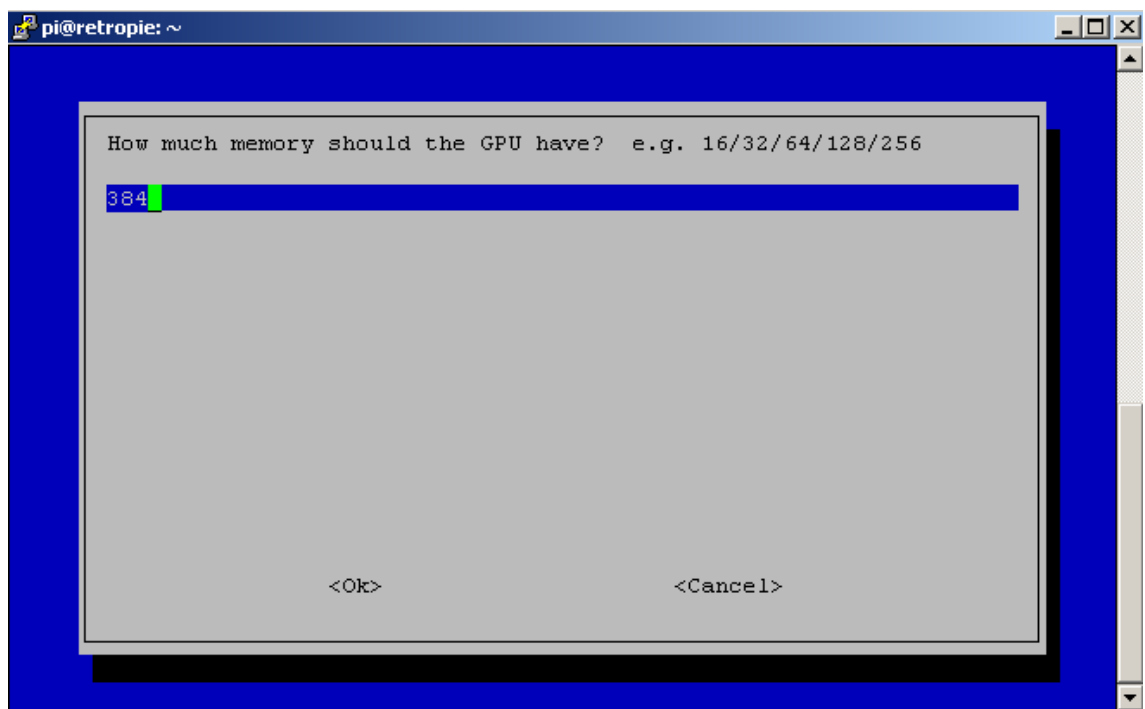 pi@retropie: ~
How much memory should the GPU have?  e.g. 16/32/64/128/256
384
<Ok> <Cancel>